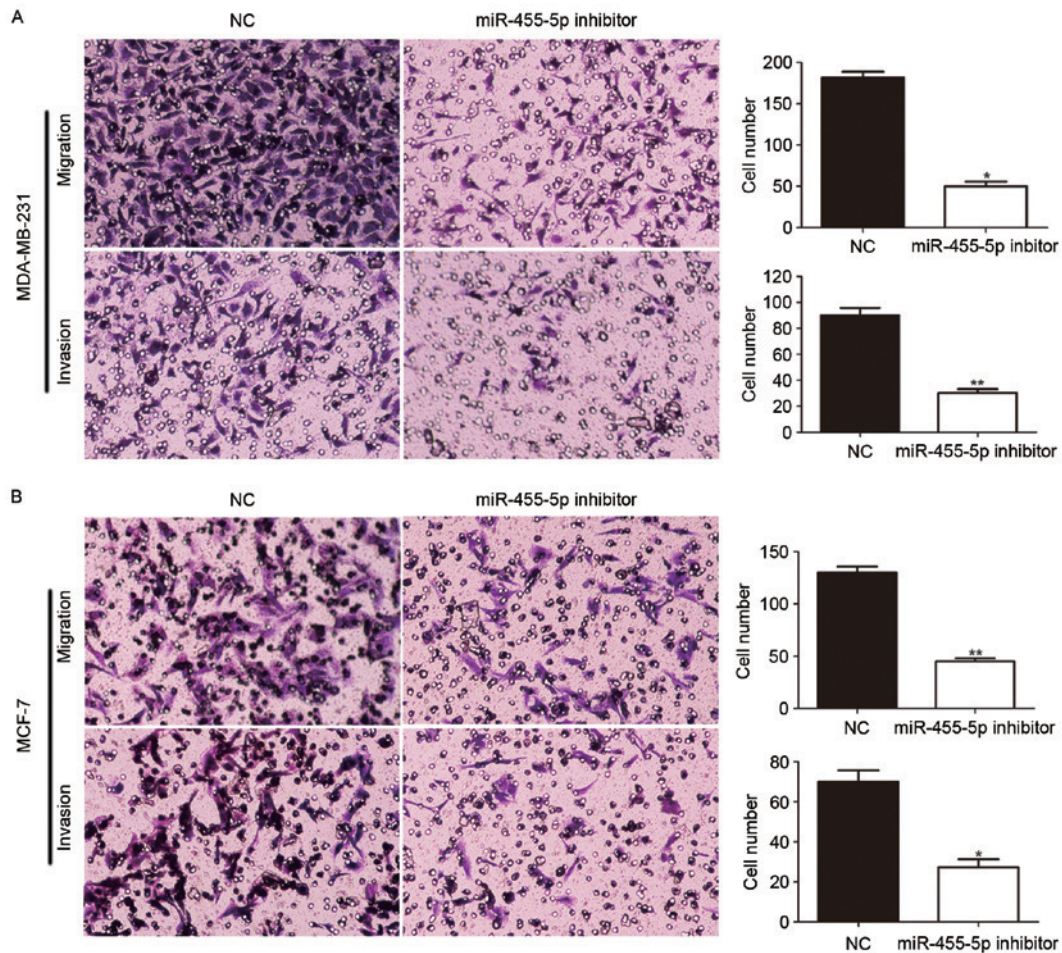 A
NC
miR-455-5p inhibitor
MDA-MB-231
Migration
Invasion
Cell number
200
150
100
50
0
*
NC
miR-455-5p inbitor
Cell number
120
100
80
60
40
20
0
**
NC
miR-455-5p inhibitor
B
NC
miR-455-5p inhibitor
MCF-7
Migration
Invasion
Cell number
150
100
50
0
**
NC
miR-455-5p inhibitor
Cell number
80
60
40
20
0
*
NC
miR-455-5p inhibitor